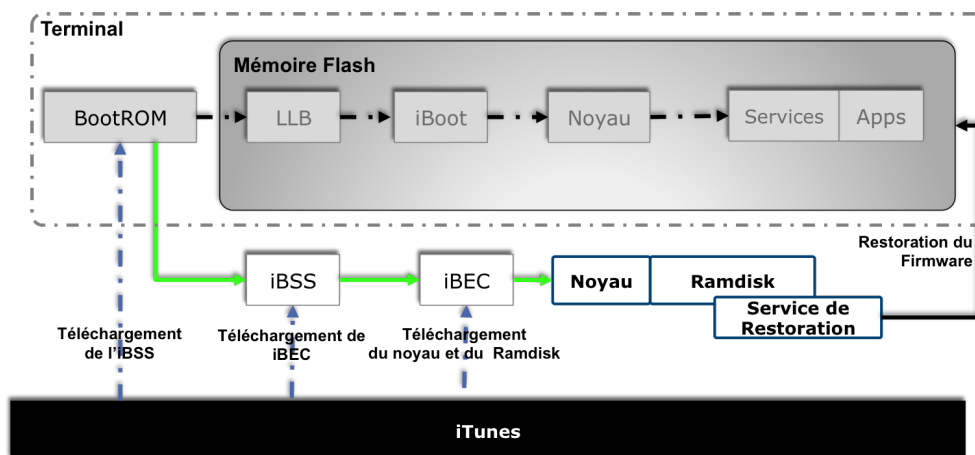 Terminal
Mémoire Flash
BootROM
LLB
iBoot
Noyau
Services
Apps
Restoration du
Firmware
iBSS
iBEC
Noyau
Ramdisk
Service de
Restoration
Téléchargement
de l'iBSS
Téléchargement de
iBEC
Téléchargement
du noyau et du Ramdisk
iTunes